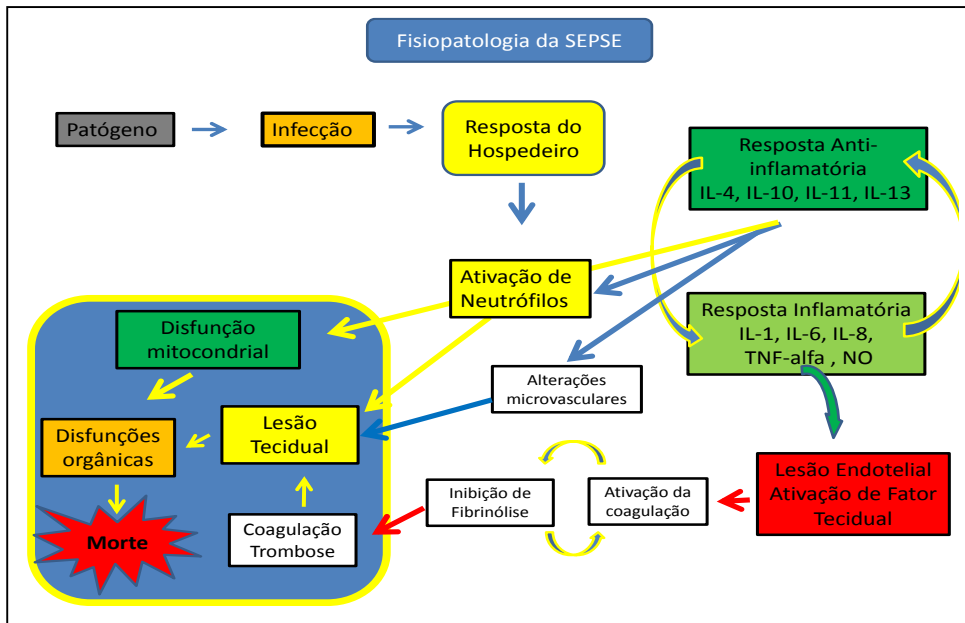 Fisiopatologia da SEPSE
Patógeno
Infecção
Resposta do
Hospedeiro
Resposta Anti-
inflamatória
IL-4, IL-10, IL-11, IL-13
Ativação de
Neutrófilos
Resposta Inflamatória
IL-1, IL-6, IL-8,
TNF-alfa , NO
Disfunção
mitocondrial
Alterações
microvasculares
Lesão
Tecidual
Disfunções
orgânicas
Lesão Endotelial
Ativação de Fator
Tecidual
Ativação da
coagulação
Inibição de
Fibrinólise
Coagulação
Trombose
Morte